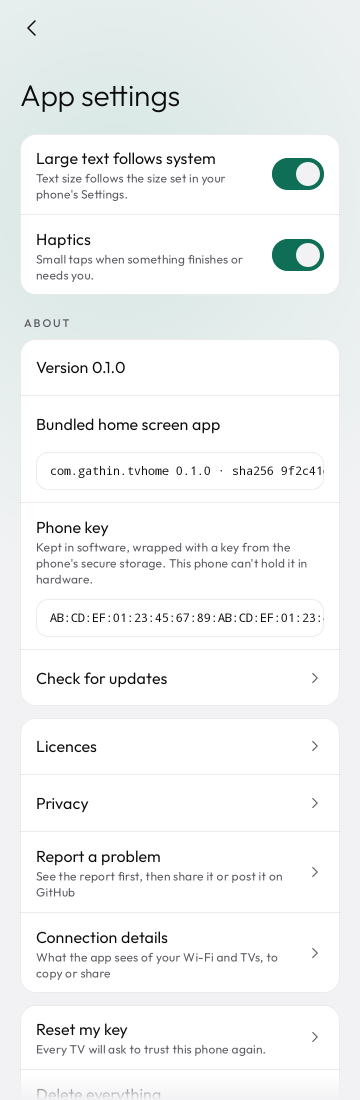 App settings
Large text follows system
Text size follows the size set in your
phone's Settings.
Haptics
Small taps when something finishes or
needs you.
ABOUT
Version 0.1.0
Bundled home screen app
com.gathin.tvhome 0.1.0 · sha256 9f2c41
Phone key
Kept in software, wrapped with a key from the
phone's secure storage. This phone can't hold it in
hardware.
AB:CD:EF:01:23:45:67:89:AB:CD:EF:01:23:
Check for updates
Licences
Privacy
Report a problem
See the report first, then share it or post it on
GitHub
Connection details
What the app sees of your Wi-Fi and TVs, to
copy or share
Reset my key
Every TV will ask to trust this phone again.
Delete everything